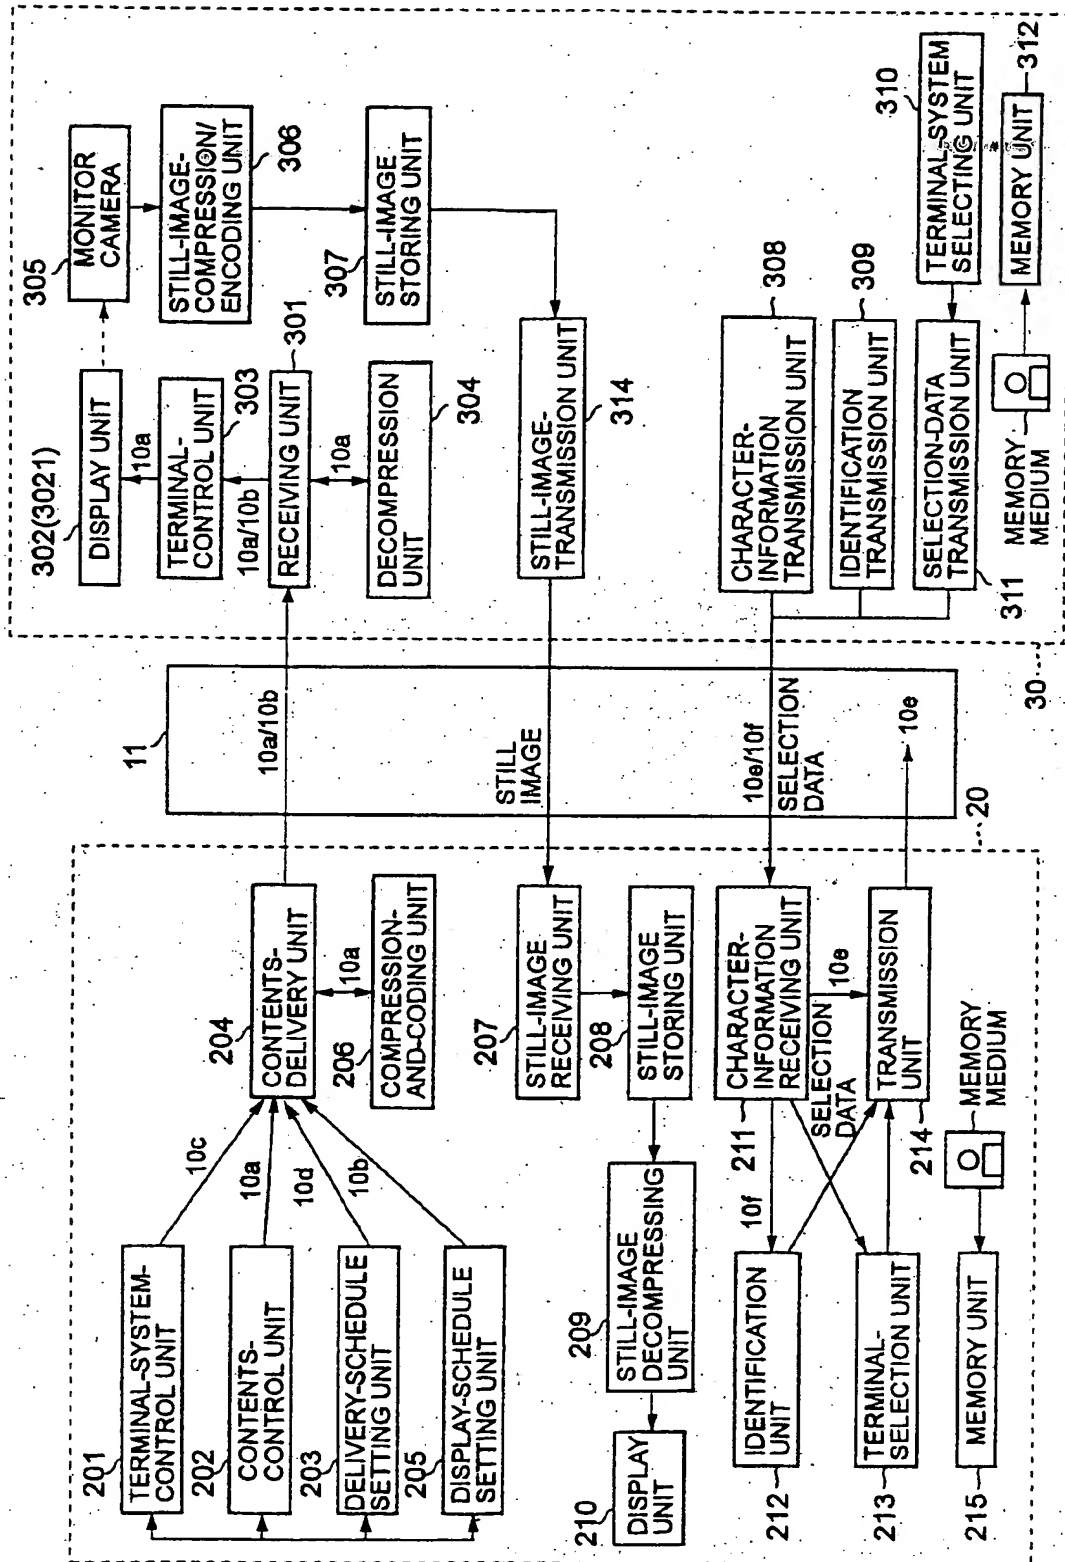 201
TERMINAL-SYSTEM-
CONTROL UNIT
202
CONTENTS-
CONTROL UNIT
203
DELIVERY-SCHEDULE
SETTING UNIT
205
DISPLAY-SCHEDULE
SETTING UNIT
10c
10a
10d
10b
204
CONTENTS-
DELIVERY UNIT
10a
206
COMPRESSION-
AND-CODING UNIT
207
STILL-IMAGE
RECEIVING UNIT
208
STILL-IMAGE
STORING UNIT
209
STILL-IMAGE
DECOMPRESSING
UNIT
210
DISPLAY
UNIT
211
CHARACTER-
INFORMATION
RECEIVING UNIT
10f
SELECTION
DATA
10e
212
IDENTIFICATION
UNIT
213
TERMINAL-
SELECTION UNIT
214
TRANSMISSION
UNIT
215
MEMORY UNIT
MEMORY
MEDIUM
20
11
10a/10b
STILL
IMAGE
10e/10f
SELECTION
DATA
10e
30
302(3021)
DISPLAY UNIT
10a
303
TERMINAL-
CONTROL UNIT
10a/10b
301
RECEIVING UNIT
10a
304
DECOMPRESSION
UNIT
305
MONITOR
CAMERA
306
STILL-IMAGE-
COMPRESSION/
ENCODING UNIT
307
STILL-IMAGE
STORING UNIT
314
STILL-IMAGE-
TRANSMISSION UNIT
308
CHARACTER-
INFORMATION
TRANSMISSION UNIT
309
IDENTIFICATION
TRANSMISSION UNIT
310
TERMINAL-SYSTEM
SELECTING UNIT
311
SELECTION-DATA
TRANSMISSION UNIT
312
MEMORY UNIT
MEMORY
MEDIUM